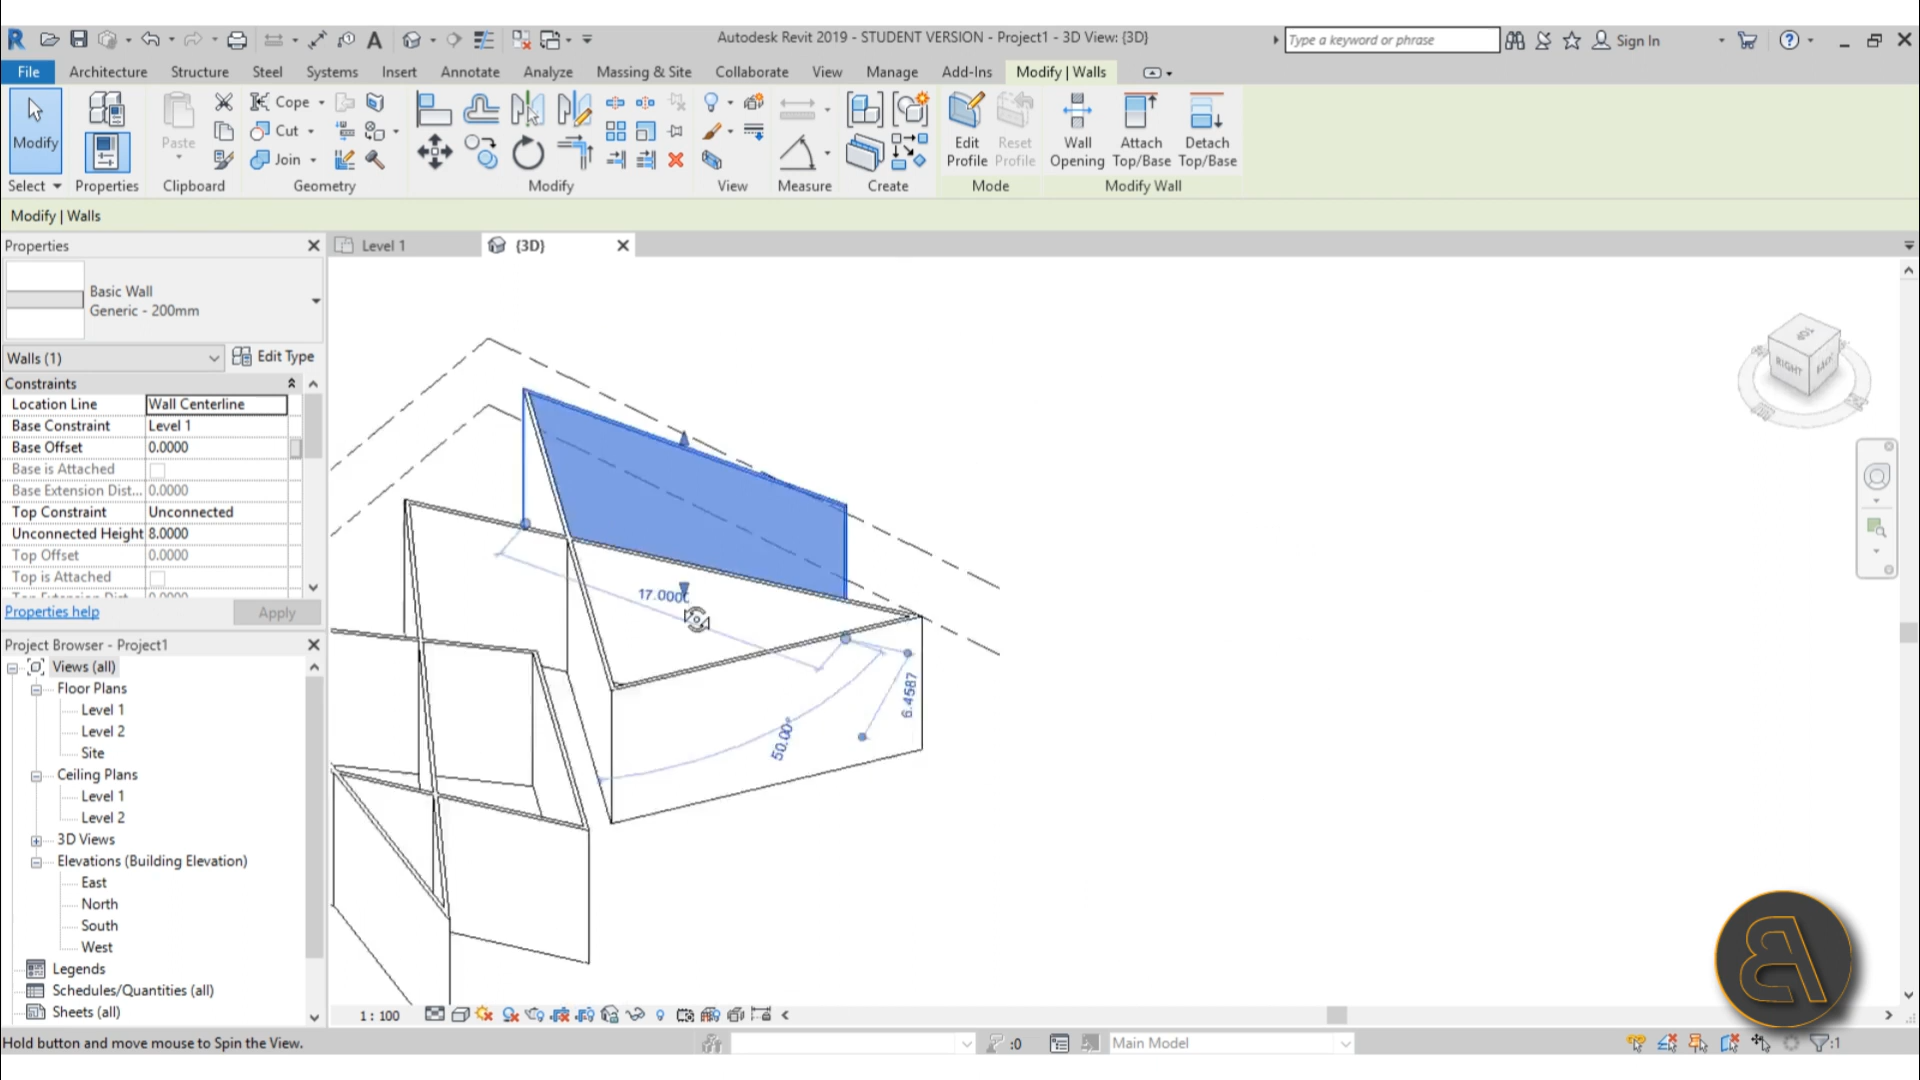 Autodesk Revit 2019 - STUDENT VERSION - Project1 - 3D View: {3D}
Type a keyword or phrase
Sign In
File Architecture Structure Steel Systems Insert Annotate Analyze Massing & Site Collaborate View Manage Add-Ins Modify | Walls
Modify
Paste
Cope
Cut
Join
Edit Profile
Reset Profile
Wall Opening
Attach Top/Base
Detach Top/Base
Select Properties Clipboard Geometry Modify View Measure Create Mode Modify Wall
Modify | Walls
Properties
Level 1
{3D}
Basic Wall
Generic - 200mm
Walls (1)
Edit Type
Constraints
Location Line Wall Centerline
Base Constraint Level 1
Base Offset 0.0000
Base is Attached
Base Extension Dist... 0.0000
Top Constraint Unconnected
Unconnected Height 8.0000
Top Offset 0.0000
Top is Attached
Properties help
Apply
Project Browser - Project1
Views (all)
Floor Plans
Level 1
Level 2
Site
Ceiling Plans
Level 1
Level 2
3D Views
Elevations (Building Elevation)
East
North
South
West
Legends
Schedules/Quantities (all)
Sheets (all)
17.0000
50.00°
6.4587
TOP
RIGHT
1 : 100
Hold button and move mouse to Spin the View.
:0
Main Model
:1